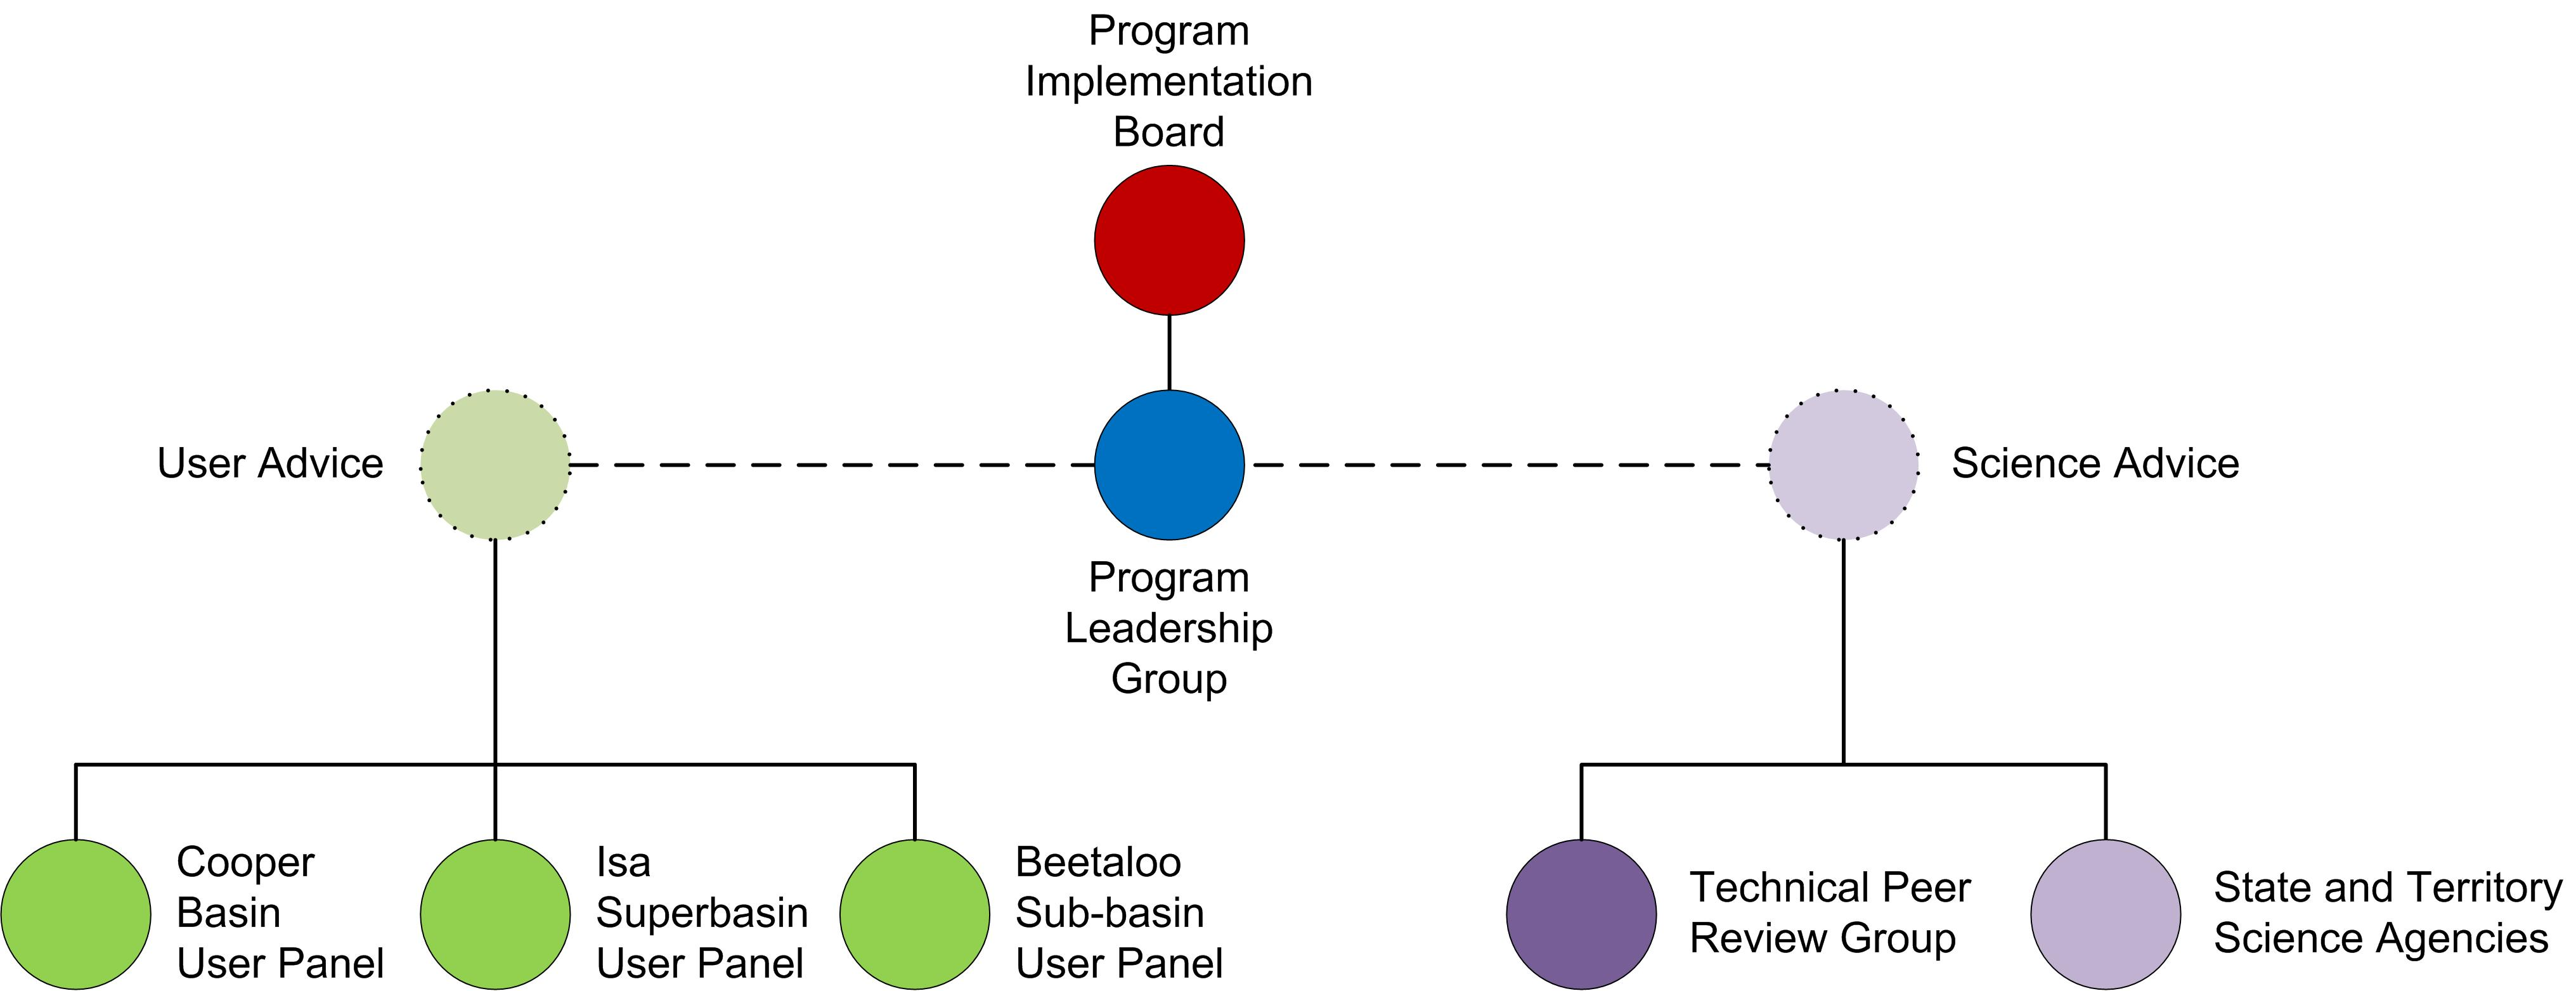 Program
Implementation
Board
User Advice
Science Advice
Program
Leadership
Group
Cooper
Basin
User Panel
Isa
Superbasin
User Panel
Beetaloo
Sub-basin
User Panel
Technical Peer
Review Group
State and Territory
Science Agencies